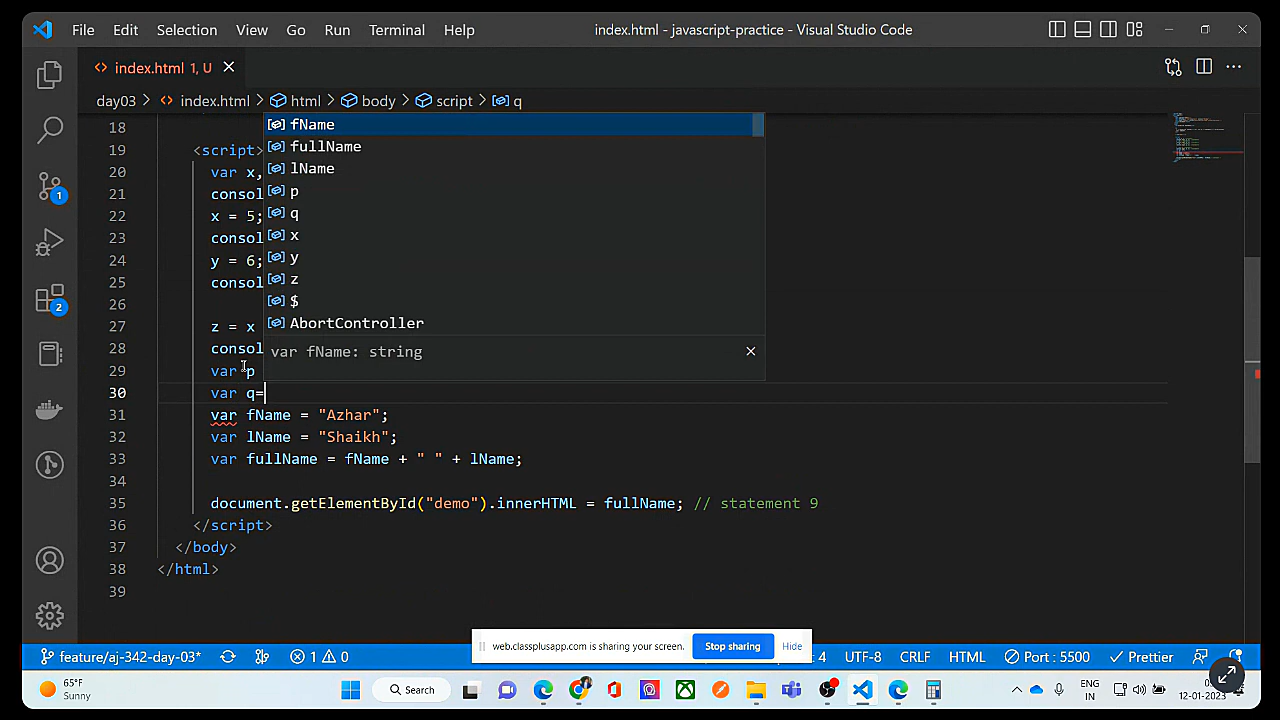 File Edit Selection View Go Run Terminal Help
index.html - javascript-practice - Visual Studio Code
index.html 1, U
day03 > index.html > html > body > script > q
fName
fullName
lName
p
q
x
y
z
$
AbortController
var fName: string
18
19 <script>
20 var x,
21 consol
22 x = 5;
23 consol
24 y = 6;
25 consol
26
27 z = x
28 consol
29 var p
30 var q=
31 var fName = "Azhar";
32 var lName = "Shaikh";
33 var fullName = fName + " " + lName;
34
35 document.getElementById("demo").innerHTML = fullName; // statement 9
36 </script>
37 </body>
38 </html>
39
1
2
web.classplusapp.com is sharing your screen. Stop sharing Hide
feature/aj-342-day-03* 1 0 4 UTF-8 CRLF HTML Port : 5500 Prettier
65°F
Sunny
Search
ENG
IN
12-01-2023